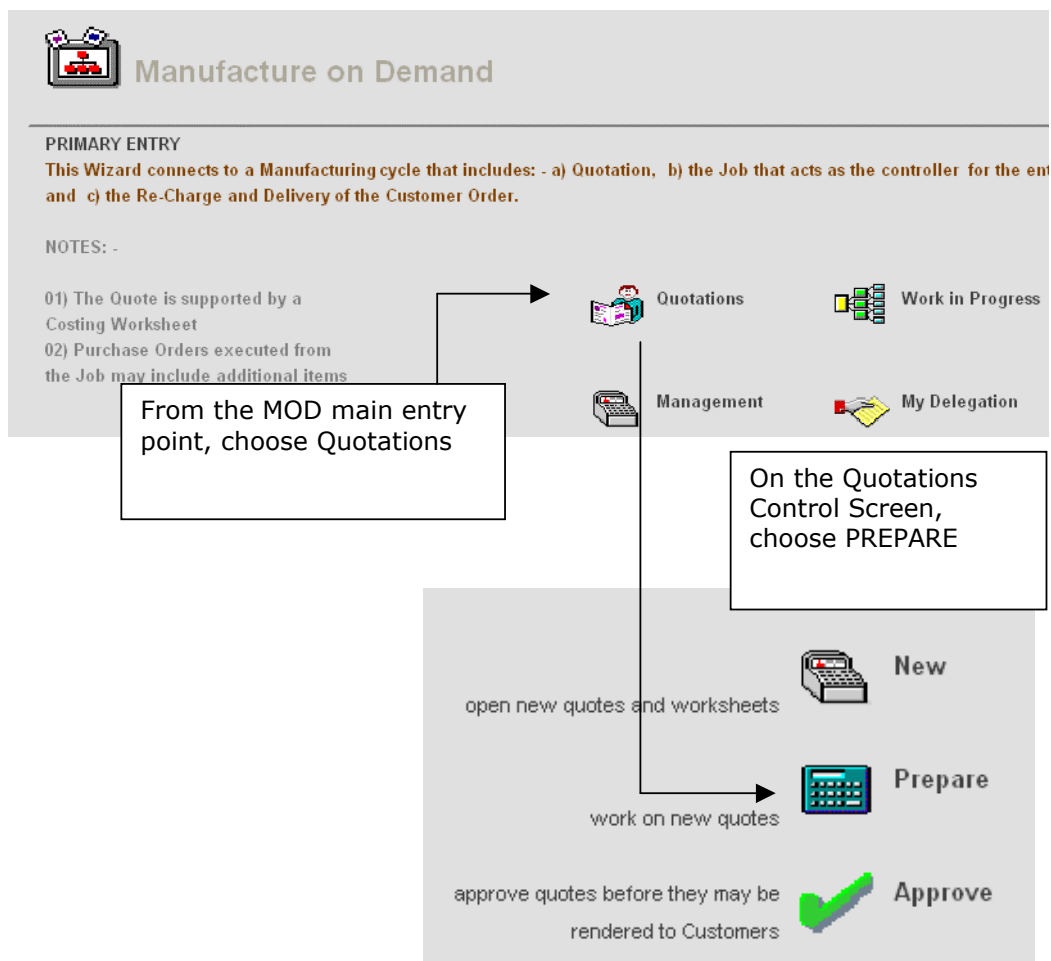 Manufacture on Demand
PRIMARY ENTRY
This Wizard connects to a Manufacturing cycle that includes: - a) Quotation, b) the Job that acts as the controller for the ent
and c) the Re-Charge and Delivery of the Customer Order.
NOTES: -
01) The Quote is supported by a
Costing Worksheet
02) Purchase Orders executed from
the Job may include additional items
Quotations
Work in Progress
Management
My Delegation
From the MOD main entry
point, choose Quotations
On the Quotations
Control Screen,
choose PREPARE
New
open new quotes and worksheets
Prepare
work on new quotes
Approve
approve quotes before they may be
rendered to Customers